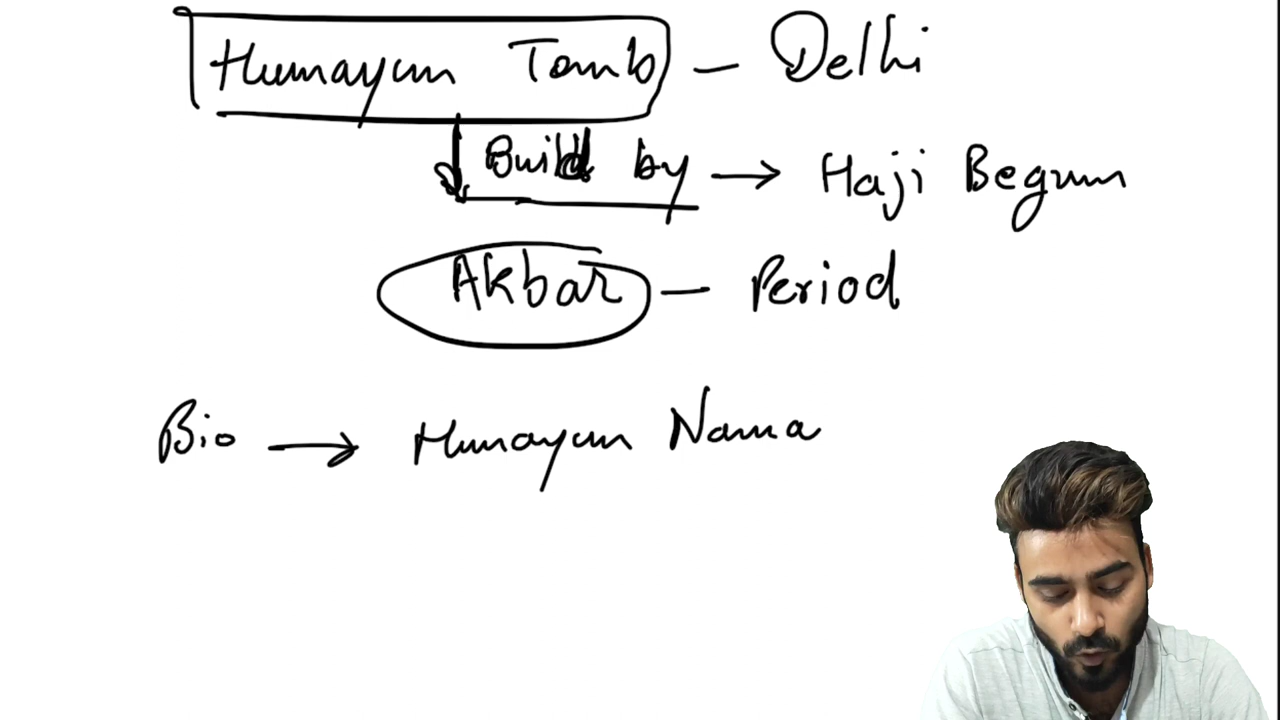 Humayun Tomb - Delhi
Build by → Haji Begum
Akbar - Period
Bio → Humayun Nama